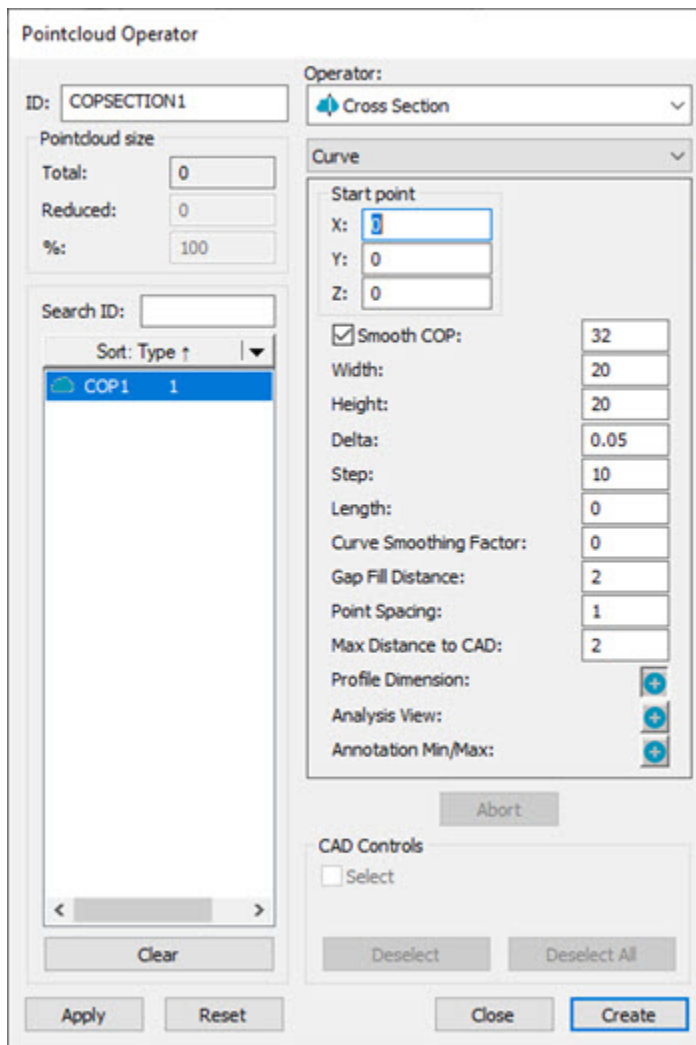 Pointcloud Operator
ID: COPSECTION1
Pointcloud size
Total: 0
Reduced: 0
%: 100
Search ID:
Sort: Type ↑
COP1 1
Clear
Apply Reset
Operator:
Cross Section
Curve
Start point
X: 0
Y: 0
Z: 0
Smooth COP: 32
Width: 20
Height: 20
Delta: 0.05
Step: 10
Length: 0
Curve Smoothing Factor: 0
Gap Fill Distance: 2
Point Spacing: 1
Max Distance to CAD: 2
Profile Dimension:
Analysis View:
Annotation Min/Max:
Abort
CAD Controls
Select
Deselect Deselect All
Close Create